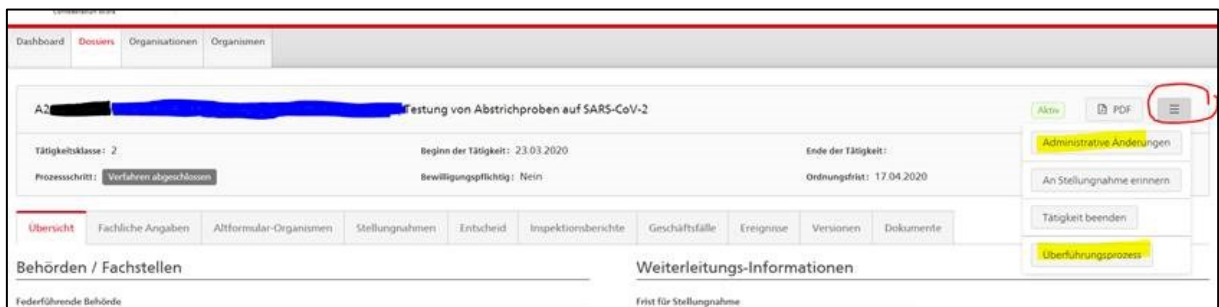 Confédération suisse
Dashboard Dossiers Organisationen Organismen
A2 Testung von Abstrichproben auf SARS-CoV-2 Aktiv PDF
Tätigkeitsklasse: 2 Beginn der Tätigkeit: 23.03.2020 Ende der Tätigkeit: Administrative Änderungen
Prozessschritt: Verfahren abgeschlossen Bewilligungspflichtig: Nein Ordnungsfrist: 17.04.2020 An Stellungnahme erinnern
Tätigkeit beenden
Übersicht Fachliche Angaben Altformular-Organismen Stellungnahmen Entscheid Inspektionsberichte Geschäftsfälle Ereignisse Versionen Dokumente
Überführungsprozess
Behörden / Fachstellen Weiterleitungs-Informationen
Federführende Behörde Frist für Stellungnahme